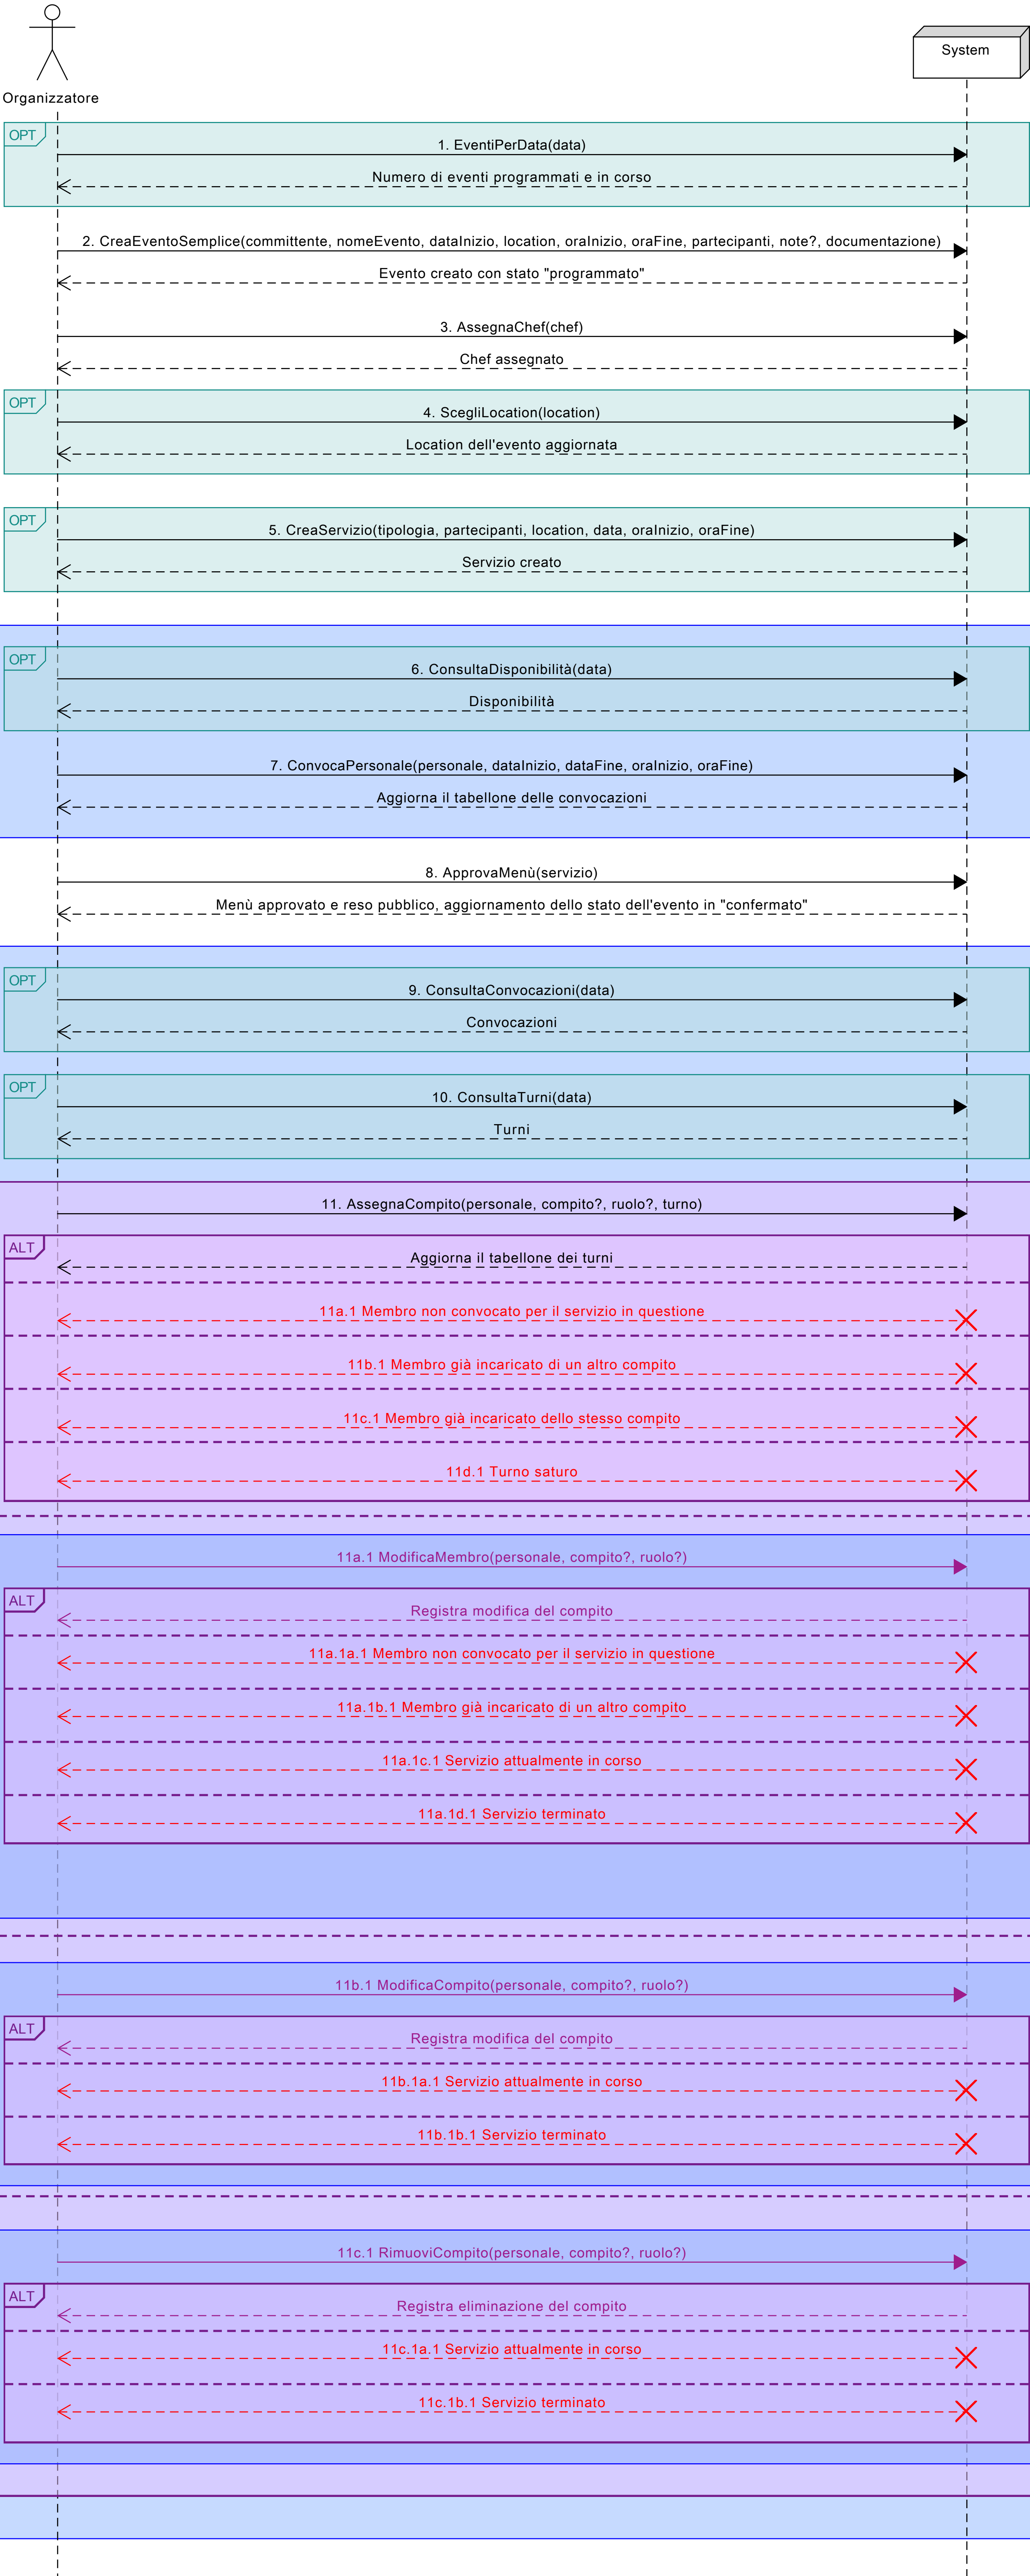 System
Organizzatore
OPT
1. EventiPerData(data)
Numero di eventi programmati e in corso
2. CreaEventoSemplice(committente, nomeEvento, dataInizio, location, oraInizio, oraFine, partecipanti, note?, documentazione)
Evento creato con stato "programmato"
3. AssegnaChef(chef)
Chef assegnato
OPT
4. ScegliLocation(location)
Location dell'evento aggiornata
OPT
5. CreaServizio(tipologia, partecipanti, location, data, oraInizio, oraFine)
Servizio creato
OPT
6. ConsultaDisponibilità(data)
Disponibilità
7. ConvocaPersonale(personale, dataInizio, dataFine, oraInizio, oraFine)
Aggiorna il tabellone delle convocazioni
8. ApprovaMenù(servizio)
Menù approvato e reso pubblico, aggiornamento dello stato dell'evento in "confermato"
OPT
9. ConsultaConvocazioni(data)
Convocazioni
OPT
10. ConsultaTurni(data)
Turni
11. AssegnaCompito(personale, compito?, ruolo?, turno)
ALT
Aggiorna il tabellone dei turni
11a.1 Membro non convocato per il servizio in questione
11b.1 Membro già incaricato di un altro compito
11c.1 Membro già incaricato dello stesso compito
11d.1 Turno saturo
11a.1 ModificaMembro(personale, compito?, ruolo?)
ALT
Registra modifica del compito
11a.1a.1 Membro non convocato per il servizio in questione
11a.1b.1 Membro già incaricato di un altro compito
11a.1c.1 Servizio attualmente in corso
11a.1d.1 Servizio terminato
11b.1 ModificaCompito(personale, compito?, ruolo?)
ALT
Registra modifica del compito
11b.1a.1 Servizio attualmente in corso
11b.1b.1 Servizio terminato
11c.1 RimuoviCompito(personale, compito?, ruolo?)
ALT
Registra eliminazione del compito
11c.1a.1 Servizio attualmente in corso
11c.1b.1 Servizio terminato